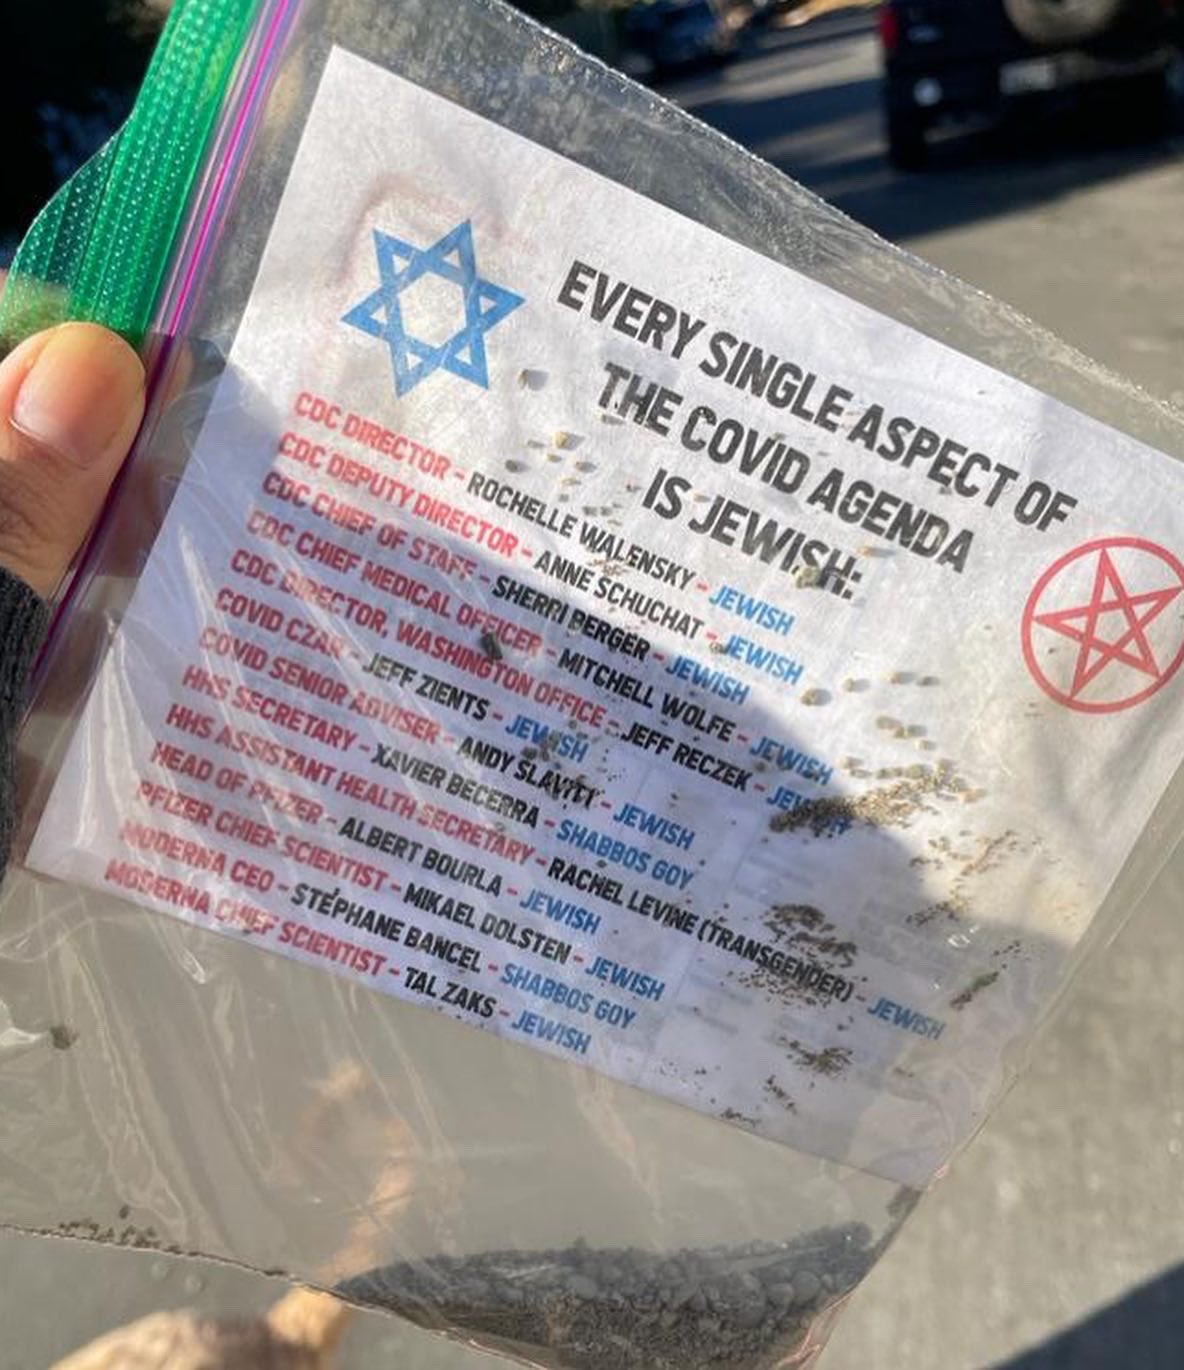 EVERY SINGLE ASPECT OF
THE COVID AGENDA
IS JEWISH:
CDC DIRECTOR - ROCHELLE WALENSKY - JEWISH
CDC DEPUTY DIRECTOR - ANNE SCHUCHAT - JEWISH
CDC CHIEF OF STAFF - SHERRI BERGER - JEWISH
CDC CHIEF MEDICAL OFFICER - MITCHELL WOLFE - JEWISH
CDC DIRECTOR, WASHINGTON OFFICE - JEFF RECZEK - JEWISH
COVID CZAR - JEFF ZIENTS - JEWISH
COVID SENIOR ADVISER - ANDY SLAVITT - JEWISH
HHS SECRETARY - XAVIER BECERRA - SHABBOS GOY
HHS ASSISTANT HEALTH SECRETARY - RACHEL LEVINE (TRANSGENDER) - JEWISH
HEAD OF PFIZER - ALBERT BOURLA - JEWISH
PFIZER CHIEF SCIENTIST - MIKAEL DOLSTEN - JEWISH
MODERNA CEO - STÉPHANE BANCEL - SHABBOS GOY
MODERNA CHIEF SCIENTIST - TAL ZAKS - JEWISH